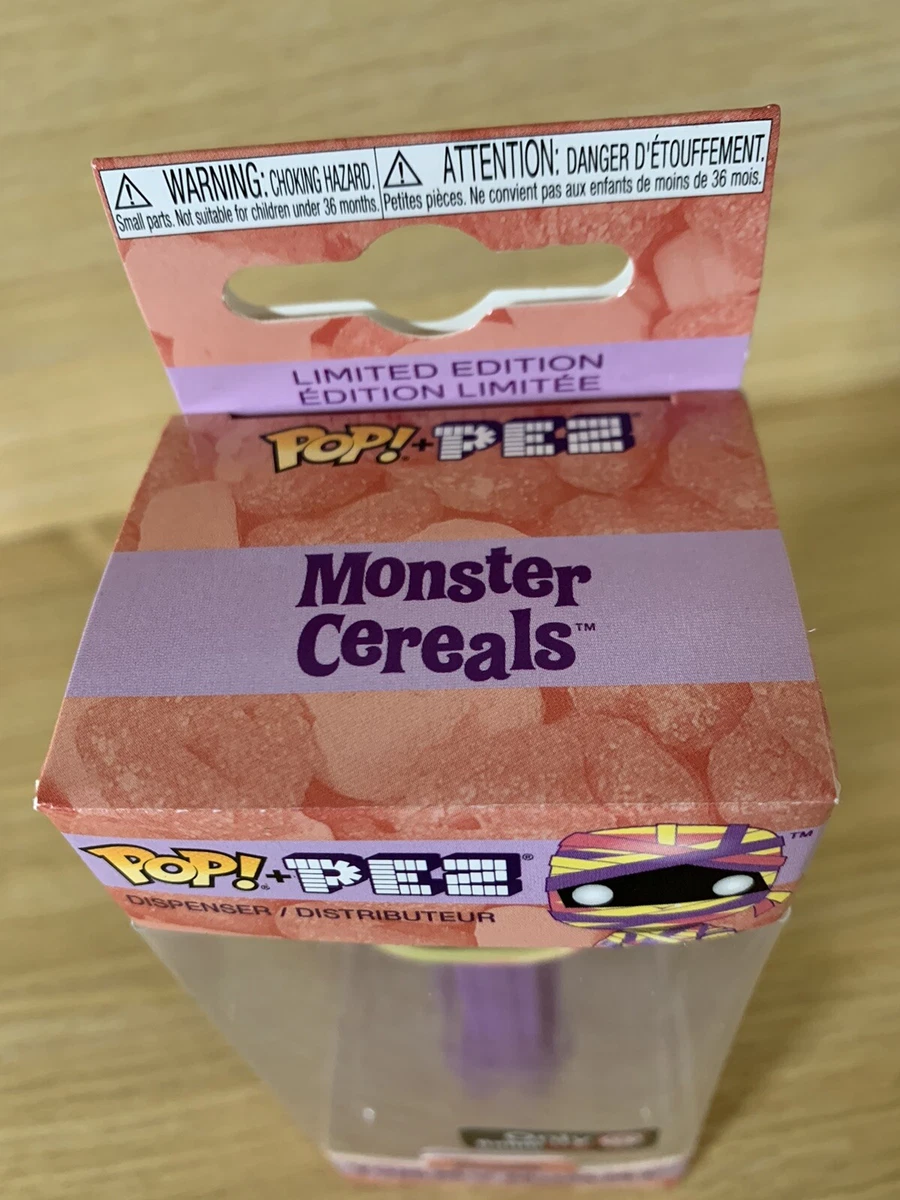 WARNING: CHOKING HAZARD.
Small parts. Not suitable for children under 36 months.
ATTENTION: DANGER D'ÉTOUFFEMENT.
Petites pièces. Ne convient pas aux enfants de moins de 36 mois.
LIMITED EDITION
ÉDITION LIMITÉE
POP!+PEZ™
Monster
Cereals™
POP!+PEZ®
™
DISPENSER / DISTRIBUTEUR